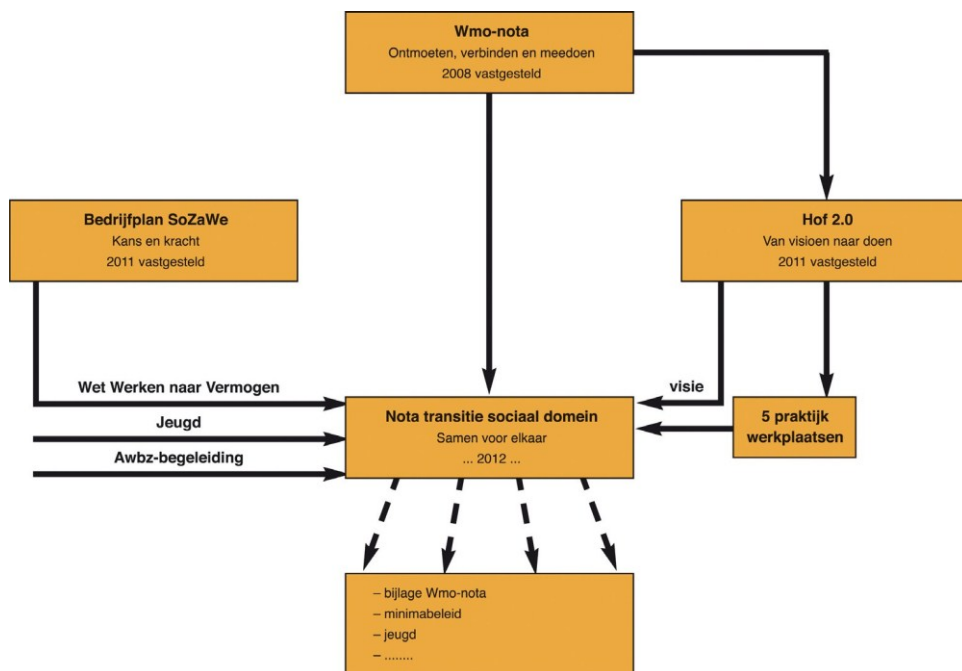 Wmo-nota
Ontmoeten, verbinden en meedoen
2008 vastgesteld
Bedrijfplan SoZaWe
Kans en kracht
2011 vastgesteld
Hof 2.0
Van visioen naar doen
2011 vastgesteld
Wet Werken naar Vermogen
Jeugd
Awbz-begeleiding
visie
Nota transitie sociaal domein
Samen voor elkaar
... 2012 ...
5 praktijk
werkplaatsen
– bijlage Wmo-nota
– minimabeleid
– jeugd
– ........